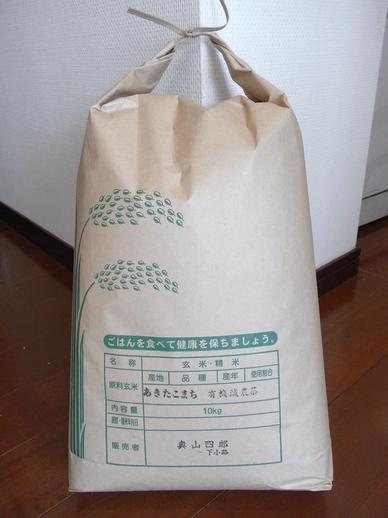 ごはんを食べて健康を保ちましょう。
名称 玄米・精米
原料玄米 産地 品種 産年 使用割合
あきたこまち 有機減農薬
内容量 10kg
販売者 奥山四郎
下小路